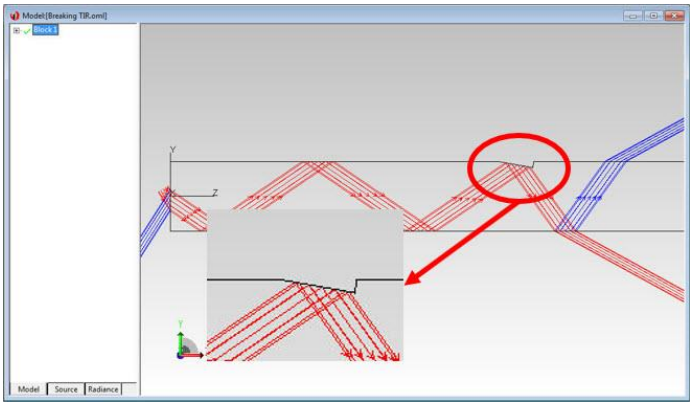 Model:[Breaking TIR.oml]
Block 1
Y
Z
Y
Model Source Radiance